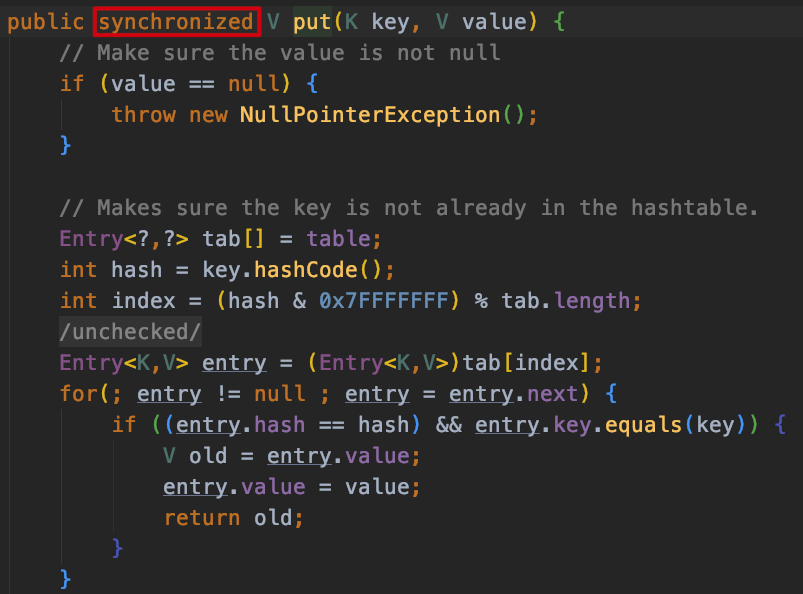 public synchronized V put(K key, V value) {
// Make sure the value is not null
if (value == null) {
throw new NullPointerException();
}
// Makes sure the key is not already in the hashtable.
Entry<?,?> tab[] = table;
int hash = key.hashCode();
int index = (hash & 0x7FFFFFFF) % tab.length;
/unchecked/
Entry<K,V> entry = (Entry<K,V>)tab[index];
for(; entry != null ; entry = entry.next) {
if ((entry.hash == hash) && entry.key.equals(key)) {
V old = entry.value;
entry.value = value;
return old;
}
}